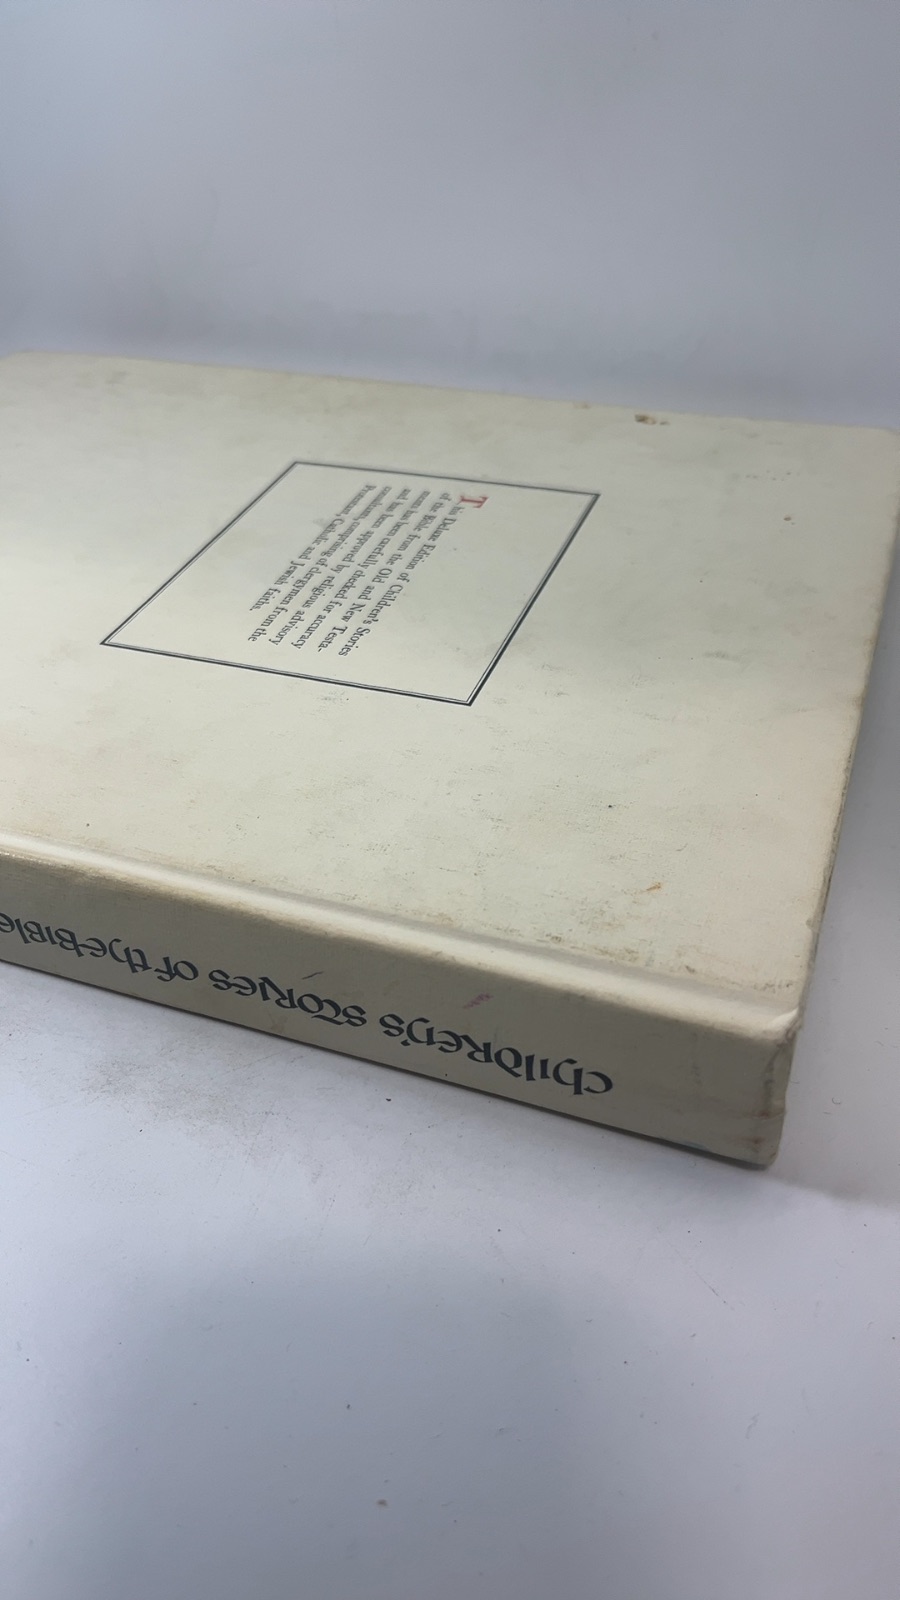 This Deluxe Edition of Children's Stories
of the Bible from the Old and New Testa-
ments has been carefully checked for accuracy
and has been approved by religious advisory
consultants, comprising of clergymen from the
Protestant, Catholic and Jewish faiths.
Children's Stories of the Bible